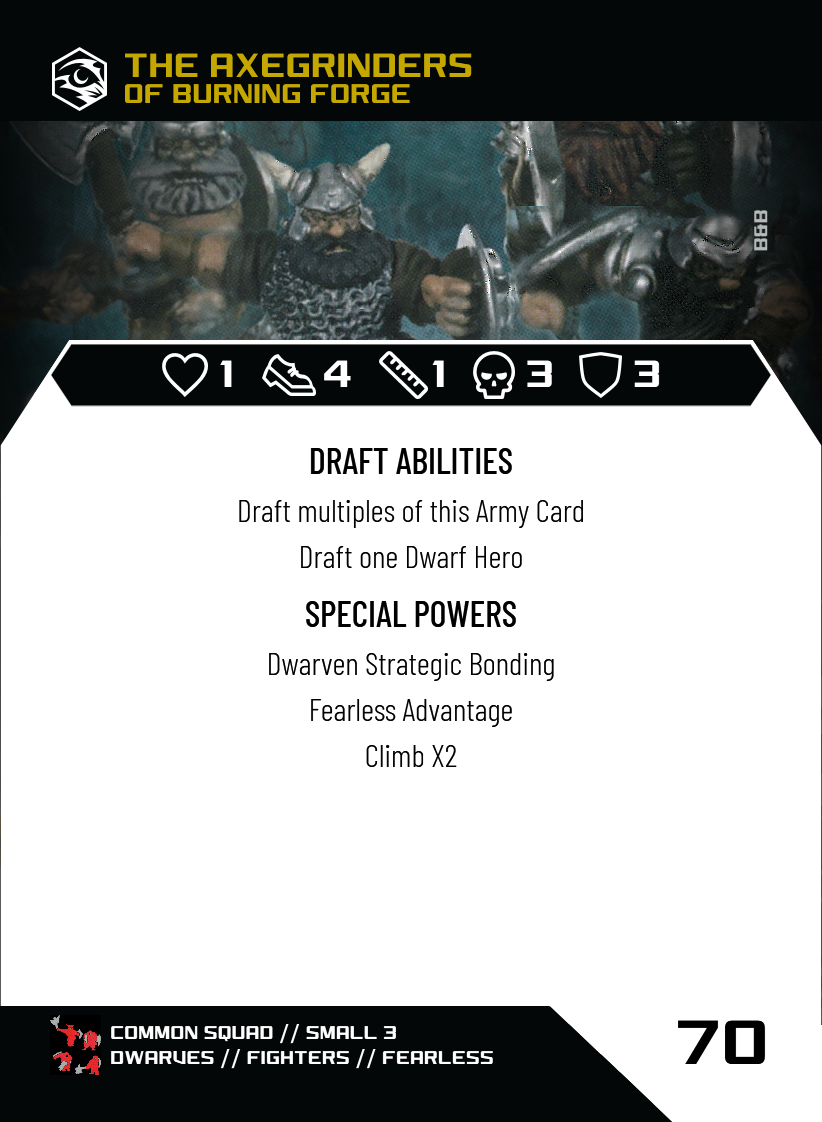 THE AXEGRINDERS
OF BURNING FORGE
B&B
1 4 1 3 3
DRAFT ABILITIES
Draft multiples of this Army Card
Draft one Dwarf Hero
SPECIAL POWERS
Dwarven Strategic Bonding
Fearless Advantage
Climb X2
COMMON SQUAD // SMALL 3
DWARVES // FIGHTERS // FEARLESS
70